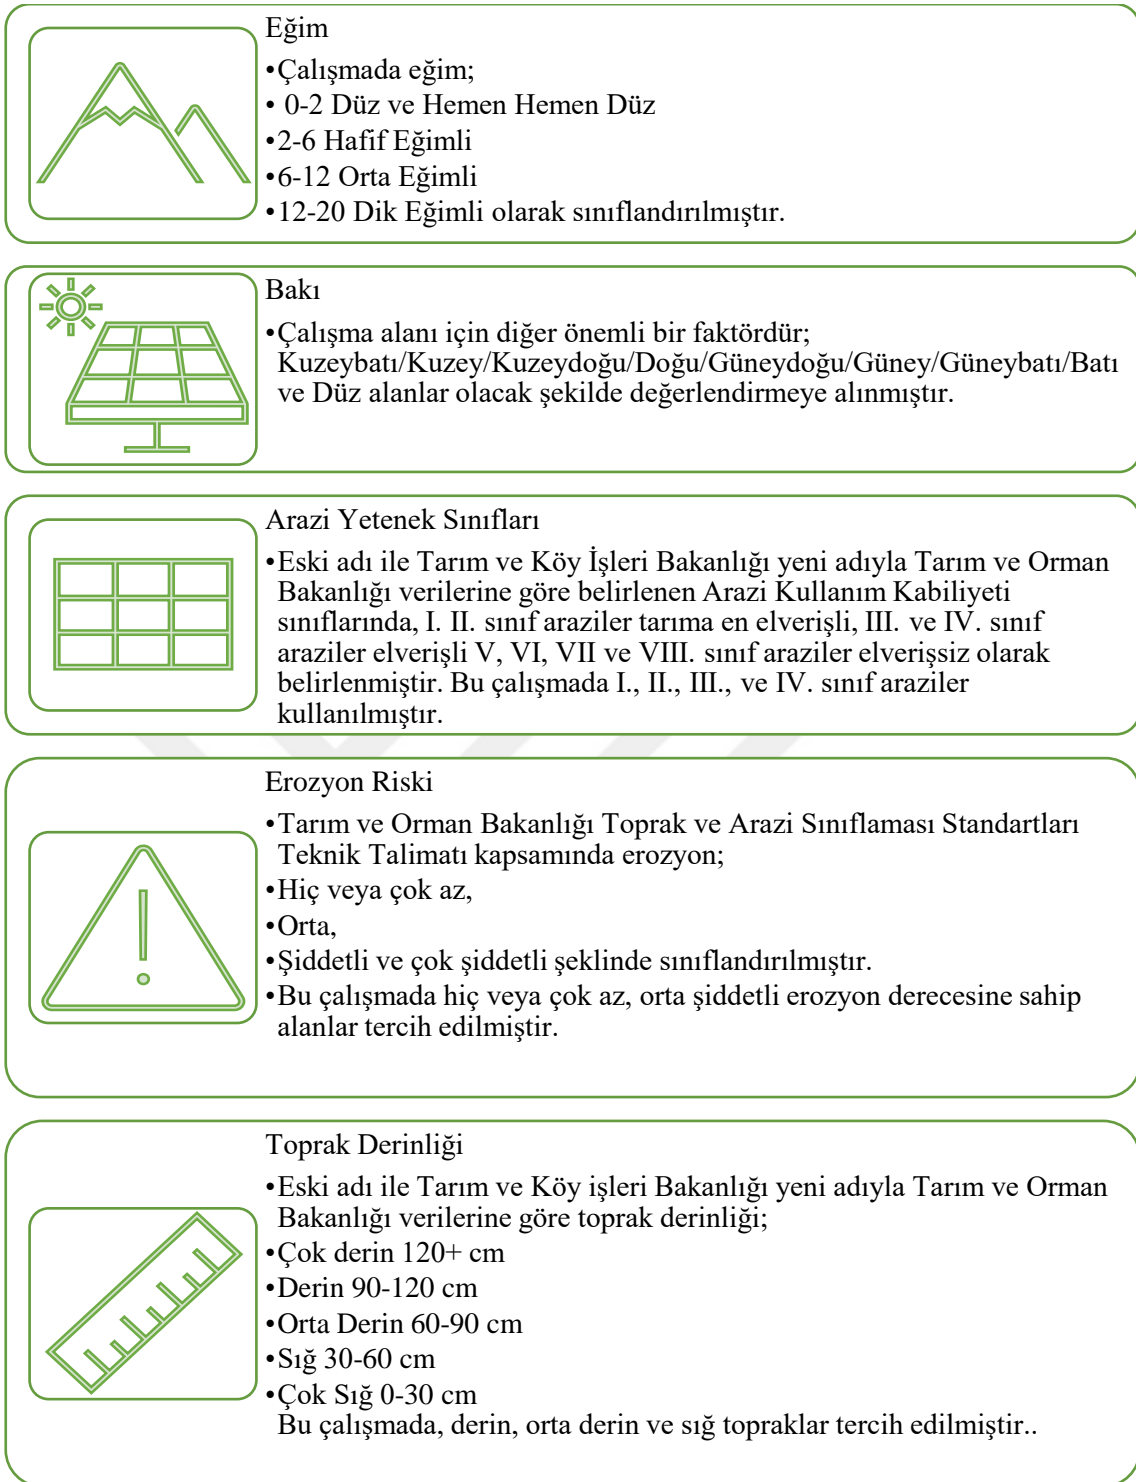 Eğim
•Çalışmada eğim;
• 0-2 Düz ve Hemen Hemen Düz
•2-6 Hafif Eğimli
•6-12 Orta Eğimli
•12-20 Dik Eğimli olarak sınıflandırılmıştır.
Bakı
•Çalışma alanı için diğer önemli bir faktördür;
Kuzeybatı/Kuzey/Kuzeydoğu/Doğu/Güneydoğu/Güney/Güneybatı/Batı
ve Düz alanlar olacak şekilde değerlendirmeye alınmıştır.
Arazi Yetenek Sınıfları
•Eski adı ile Tarım ve Köy İşleri Bakanlığı yeni adıyla Tarım ve Orman
Bakanlığı verilerine göre belirlenen Arazi Kullanım Kabiliyeti
sınıflarında, I. II. sınıf araziler tarıma en elverişli, III. ve IV. sınıf
araziler elverişli V, VI, VII ve VIII. sınıf araziler elverişsiz olarak
belirlenmiştir. Bu çalışmada I., II., III., ve IV. sınıf araziler
kullanılmıştır.
Erozyon Riski
•Tarım ve Orman Bakanlığı Toprak ve Arazi Sınıflaması Standartları
Teknik Talimatı kapsamında erozyon;
•Hiç veya çok az,
•Orta,
•Şiddetli ve çok şiddetli şeklinde sınıflandırılmıştır.
•Bu çalışmada hiç veya çok az, orta şiddetli erozyon derecesine sahip
alanlar tercih edilmiştir.
Toprak Derinliği
•Eski adı ile Tarım ve Köy işleri Bakanlığı yeni adıyla Tarım ve Orman
Bakanlığı verilerine göre toprak derinliği;
•Çok derin 120+ cm
•Derin 90-120 cm
•Orta Derin 60-90 cm
•Sığ 30-60 cm
•Çok Sığ 0-30 cm
Bu çalışmada, derin, orta derin ve sığ topraklar tercih edilmiştir..